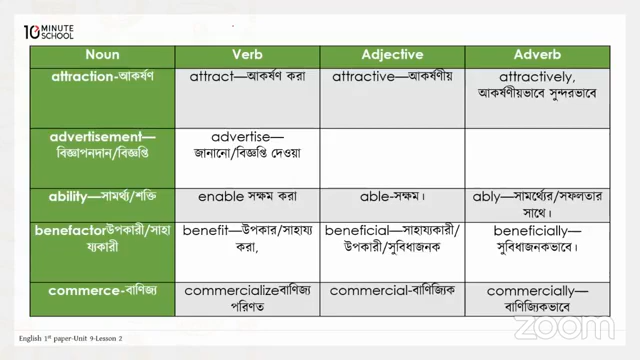 10 MINUTE SCHOOL
Noun Verb Adjective Adverb
attraction-আকর্ষণ attract—আকর্ষণ করা attractive—আকর্ষণীয় attractively,
আকর্ষণীয়ভাবে সুন্দরভাবে
advertisement— advertise—
বিজ্ঞাপনদান/বিজ্ঞপ্তি জানানো/বিজ্ঞপ্তি দেওয়া
ability—সামর্থ্য/শক্তি enable সক্ষম করা able-সক্ষম। ably—সামর্থ্যের/সফলতার
সাথে।
benefactorউপকারী/সাহা benefit—উপকার/সাহায্য beneficial—সাহায্যকারী/ beneficially—
য্যকারী করা, উপকারী/সুবিধাজনক সুবিধাজনকভাবে।
commerce-বাণিজ্য commercializeবাণিজ্য commercial-বাণিজ্যিক commercially—
পরিণত বাণিজ্যিকভাবে
English 1st paper-Unit 9-Lesson 2
zoom